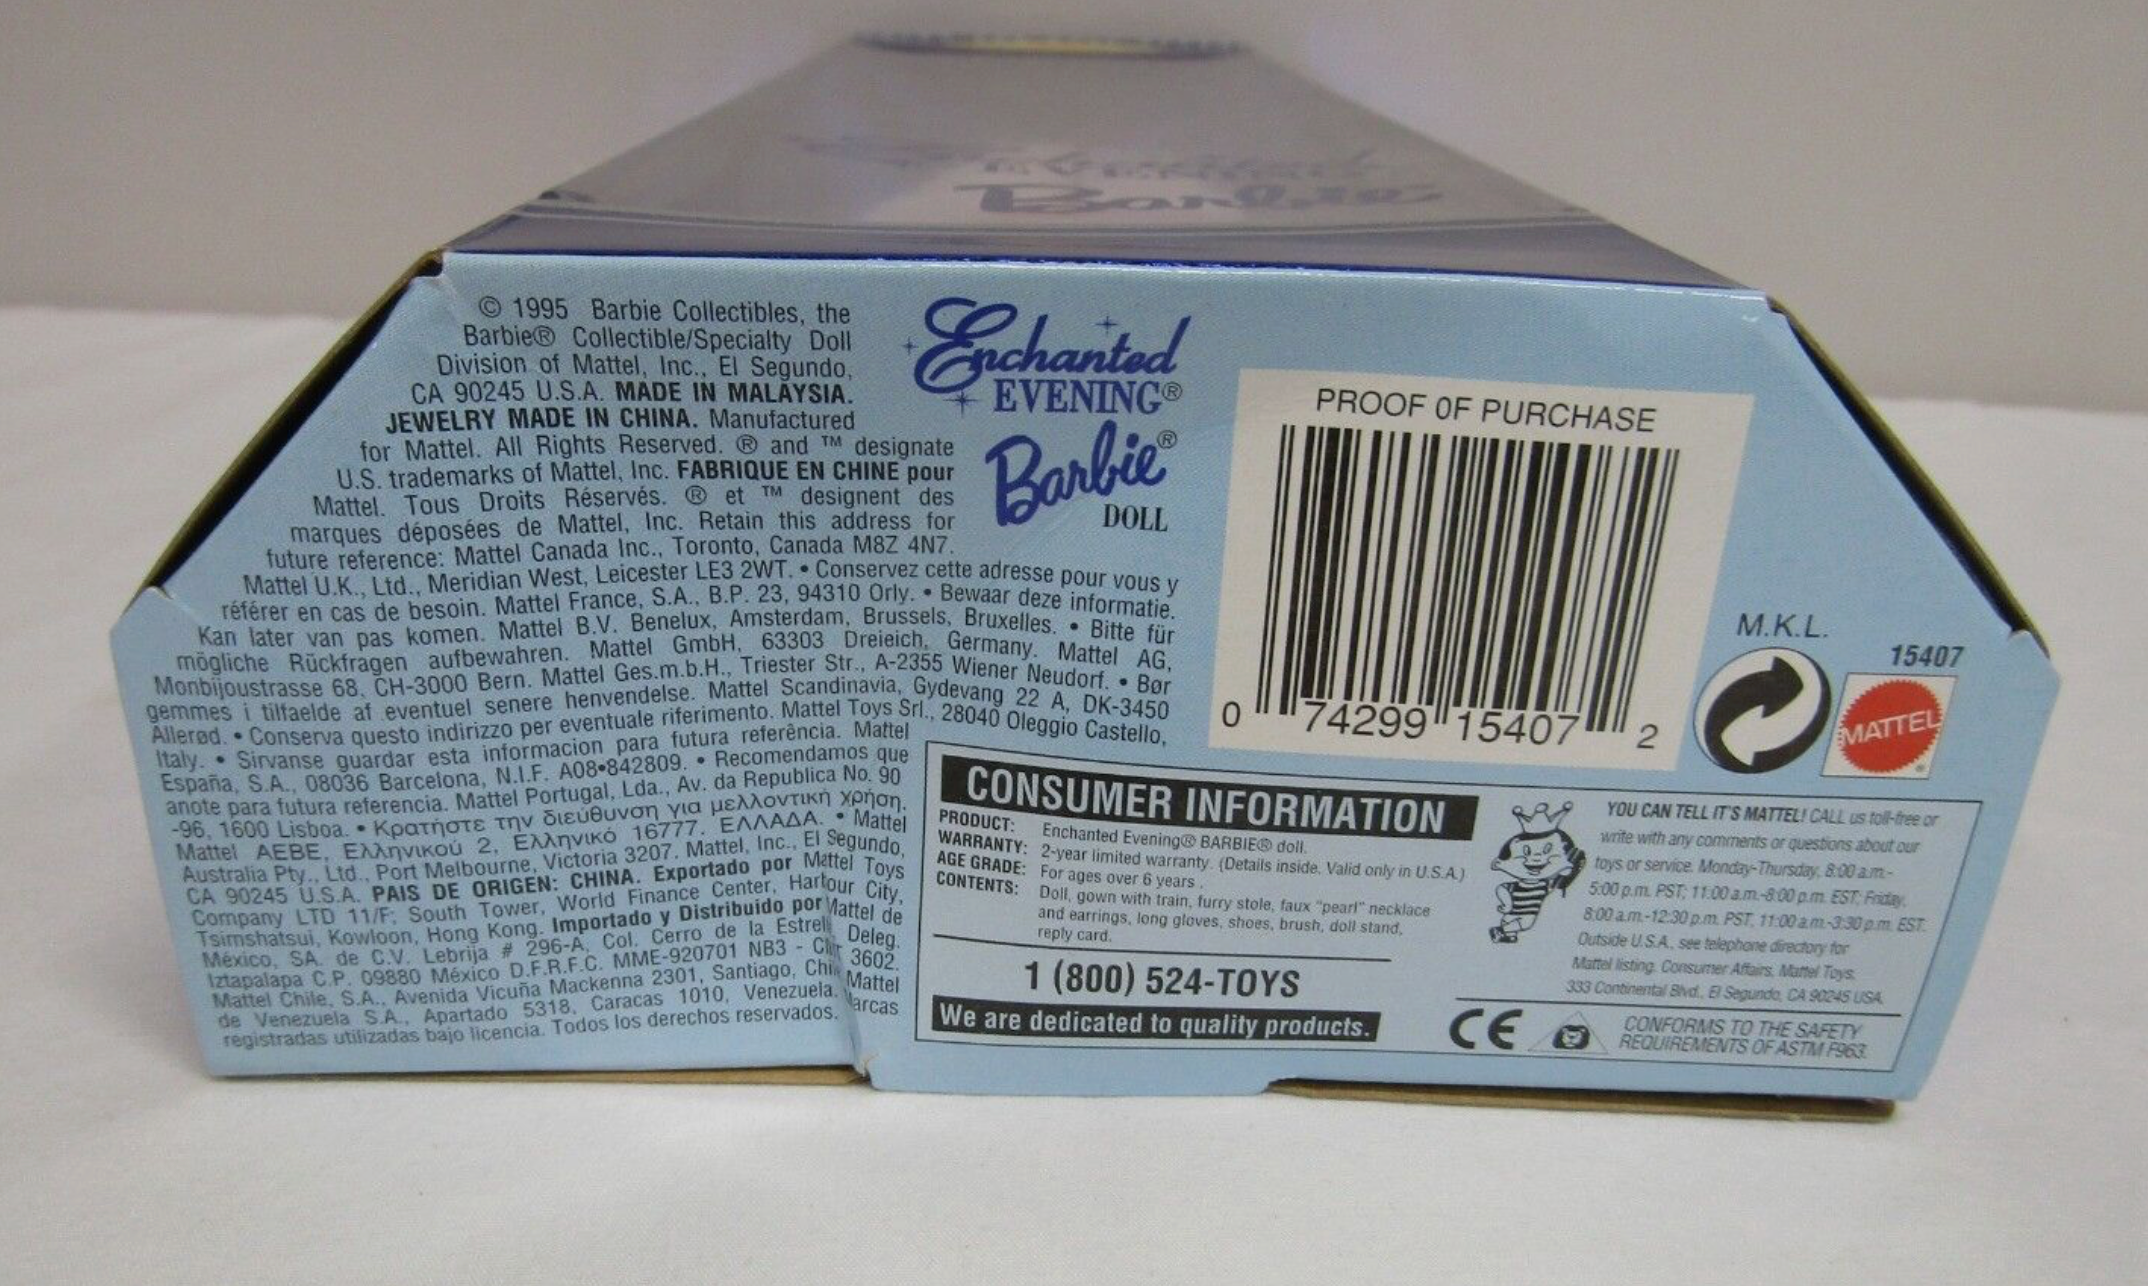 Enchanted
Barbie
© 1995 Barbie Collectibles, the
Barbie® Collectible/Specialty Doll
Division of Mattel, Inc., El Segundo,
CA 90245 U.S.A. MADE IN MALAYSIA.
JEWELRY MADE IN CHINA. Manufactured
for Mattel. All Rights Reserved. ® and ™ designate
U.S. trademarks of Mattel, Inc. FABRIQUE EN CHINE pour
Mattel. Tous Droits Réservés. ® et ™ designent des
marques déposées de Mattel, Inc. Retain this address for
future reference: Mattel Canada Inc., Toronto, Canada M8Z 4N7.
Mattel U.K., Ltd., Meridian West, Leicester LE3 2WT. • Conservez cette adresse pour vous y
référer en cas de besoin. Mattel France, S.A., B.P. 23, 94310 Orly. • Bewaar deze informatie.
Kan later van pas komen. Mattel B.V. Benelux, Amsterdam, Brussels, Bruxelles. • Bitte für
mögliche Rückfragen aufbewahren. Mattel GmbH, 63303 Dreieich, Germany. Mattel AG,
Monbijoustrasse 68, CH-3000 Bern. Mattel Ges.m.b.H., Triester Str., A-2355 Wiener Neudorf. • Bør
gemmes i tilfaelde af eventuel senere henvendelse. Mattel Scandinavia, Gydevang 22 A, DK-3450
Allerød. • Conserva questo indirizzo per eventuale riferimento. Mattel Toys Srl., 28040 Oleggio Castello,
Italy. • Sirvanse guardar esta informacion para futura referência. Mattel
España, S.A., 08036 Barcelona, N.I.F. A08•842809. • Recomendamos que
anote para futura referencia. Mattel Portugal, Lda., Av. da Republica No. 90
-96, 1600 Lisboa. • Κρατήστε την διεύθυνση για μελλοντική χρήση.
Mattel ΑΕΒΕ, Ελληνικού 2, Ελληνικό 16777. ΕΛΛΑΔΑ. • Mattel
Australia Pty., Ltd., Port Melbourne, Victoria 3207. Mattel, Inc., El Segundo,
CA 90245 U.S.A. PAIS DE ORIGEN: CHINA. Exportado por Mattel Toys
Company LTD 11/F; South Tower, World Finance Center, Harbour City,
Tsimshatsui, Kowloon, Hong Kong. Importado y Distribuido por Mattel de
México, SA. de C.V. Lebrija # 296-A, Col. Cerro de la Estrella Deleg.
Iztapalapa C.P. 09880 México D.F.R.F.C. MME-920701 NB3 - 3602.
Mattel Chile, S.A., Avenida Vicuña Mackenna 2301, Santiago, Mattel
de Venezuela S.A., Apartado 5318, Caracas 1010, Venezuela. Marcas
registradas utilizadas bajo licencia. Todos los derechos reservados.
Enchanted
EVENING®
Barbie®
DOLL
PROOF OF PURCHASE
0 74299 15407 2
M.K.L.
15407
MATTEL
CONSUMER INFORMATION
PRODUCT: Enchanted Evening® BARBIE® doll.
WARRANTY: 2-year limited warranty. (Details inside. Valid only in U.S.A.)
AGE GRADE: For ages over 6 years.
CONTENTS: Doll, gown with train, furry stole, faux "pearl" necklace
and earrings, long gloves, shoes, brush, doll stand,
reply card.
1 (800) 524-TOYS
We are dedicated to quality products.
YOU CAN TELL IT'S MATTEL! CALL us toll-free or
write with any comments or questions about our
toys or service. Monday-Thursday, 8:00 a.m.-
5:00 p.m. PST; 11:00 a.m.-8:00 p.m. EST; Friday,
8:00 a.m.-12:30 p.m. PST, 11:00 a.m.-3:30 p.m. EST.
Outside U.S.A., see telephone directory for
Mattel listing. Consumer Affairs, Mattel Toys,
333 Continental Blvd., El Segundo, CA 90245 USA.
CE
CONFORMS TO THE SAFETY
REQUIREMENTS OF ASTM F963.